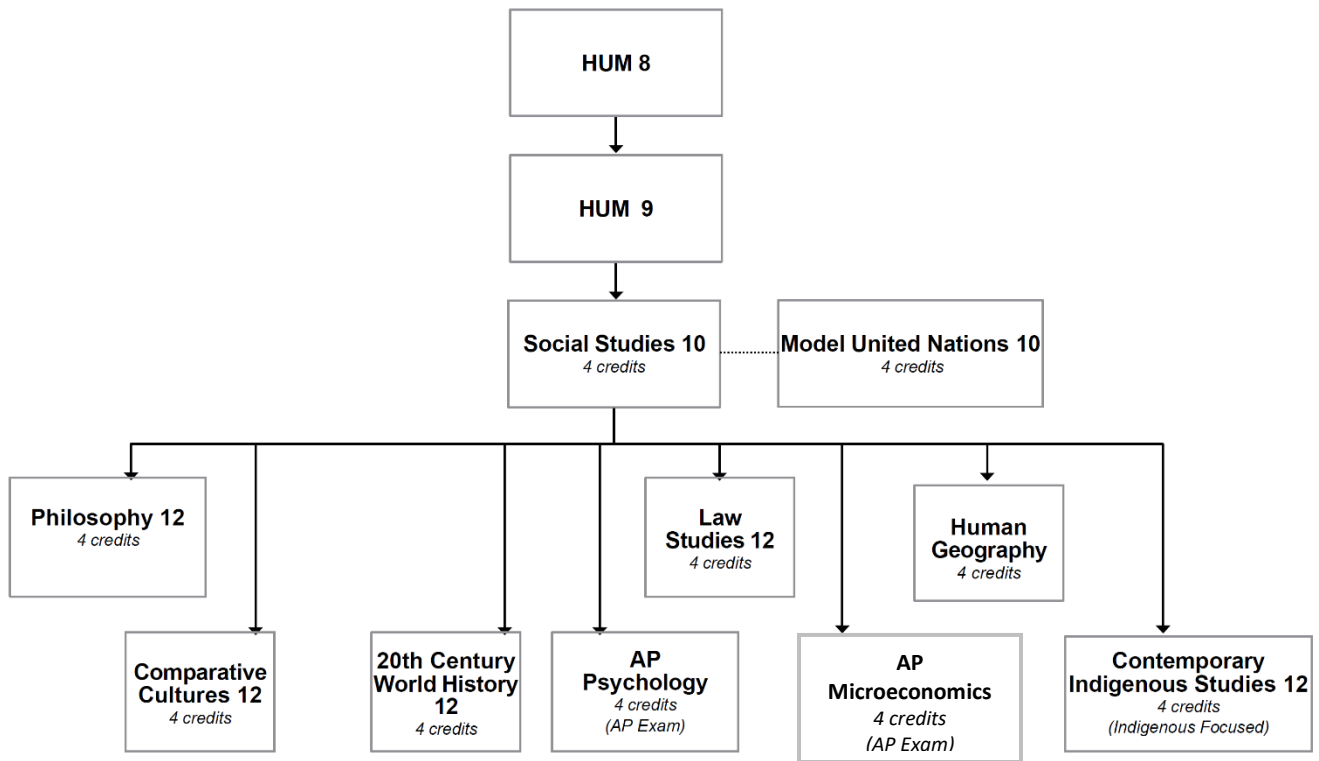 HUM 8
HUM 9
Social Studies 10
4 credits
Model United Nations 10
4 credits
Philosophy 12
4 credits
Law
Studies 12
4 credits
Human
Geography
4 credits
Comparative
Cultures 12
4 credits
20th Century
World History
12
4 credits
AP
Psychology
4 credits
(AP Exam)
AP
Microeconomics
4 credits
(AP Exam)
Contemporary
Indigenous Studies 12
4 credits
(Indigenous Focused)